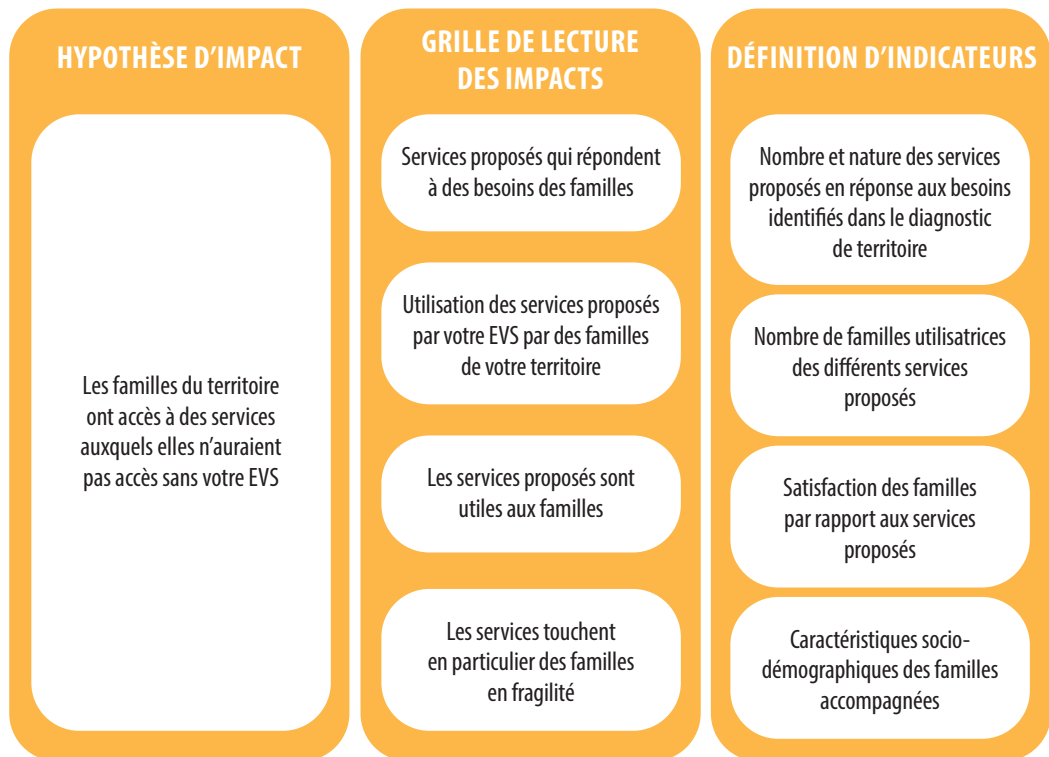 HYPOTHÈSE D'IMPACT
Les familles du territoire
ont accès à des services
auxquels elles n'auraient
pas accès sans votre EVS
GRILLE DE LECTURE
DES IMPACTS
Services proposés qui répondent
à des besoins des familles
Utilisation des services proposés
par votre EVS par des familles
de votre territoire
Les services proposés sont
utiles aux familles
Les services touchent
en particulier des familles
en fragilité
DÉFINITION D'INDICATEURS
Nombre et nature des services
proposés en réponse aux besoins
identifiés dans le diagnostic
de territoire
Nombre de familles utilisatrices
des différents services
proposés
Satisfaction des familles
par rapport aux services
proposés
Caractéristiques socio-
démographiques des familles
accompagnées